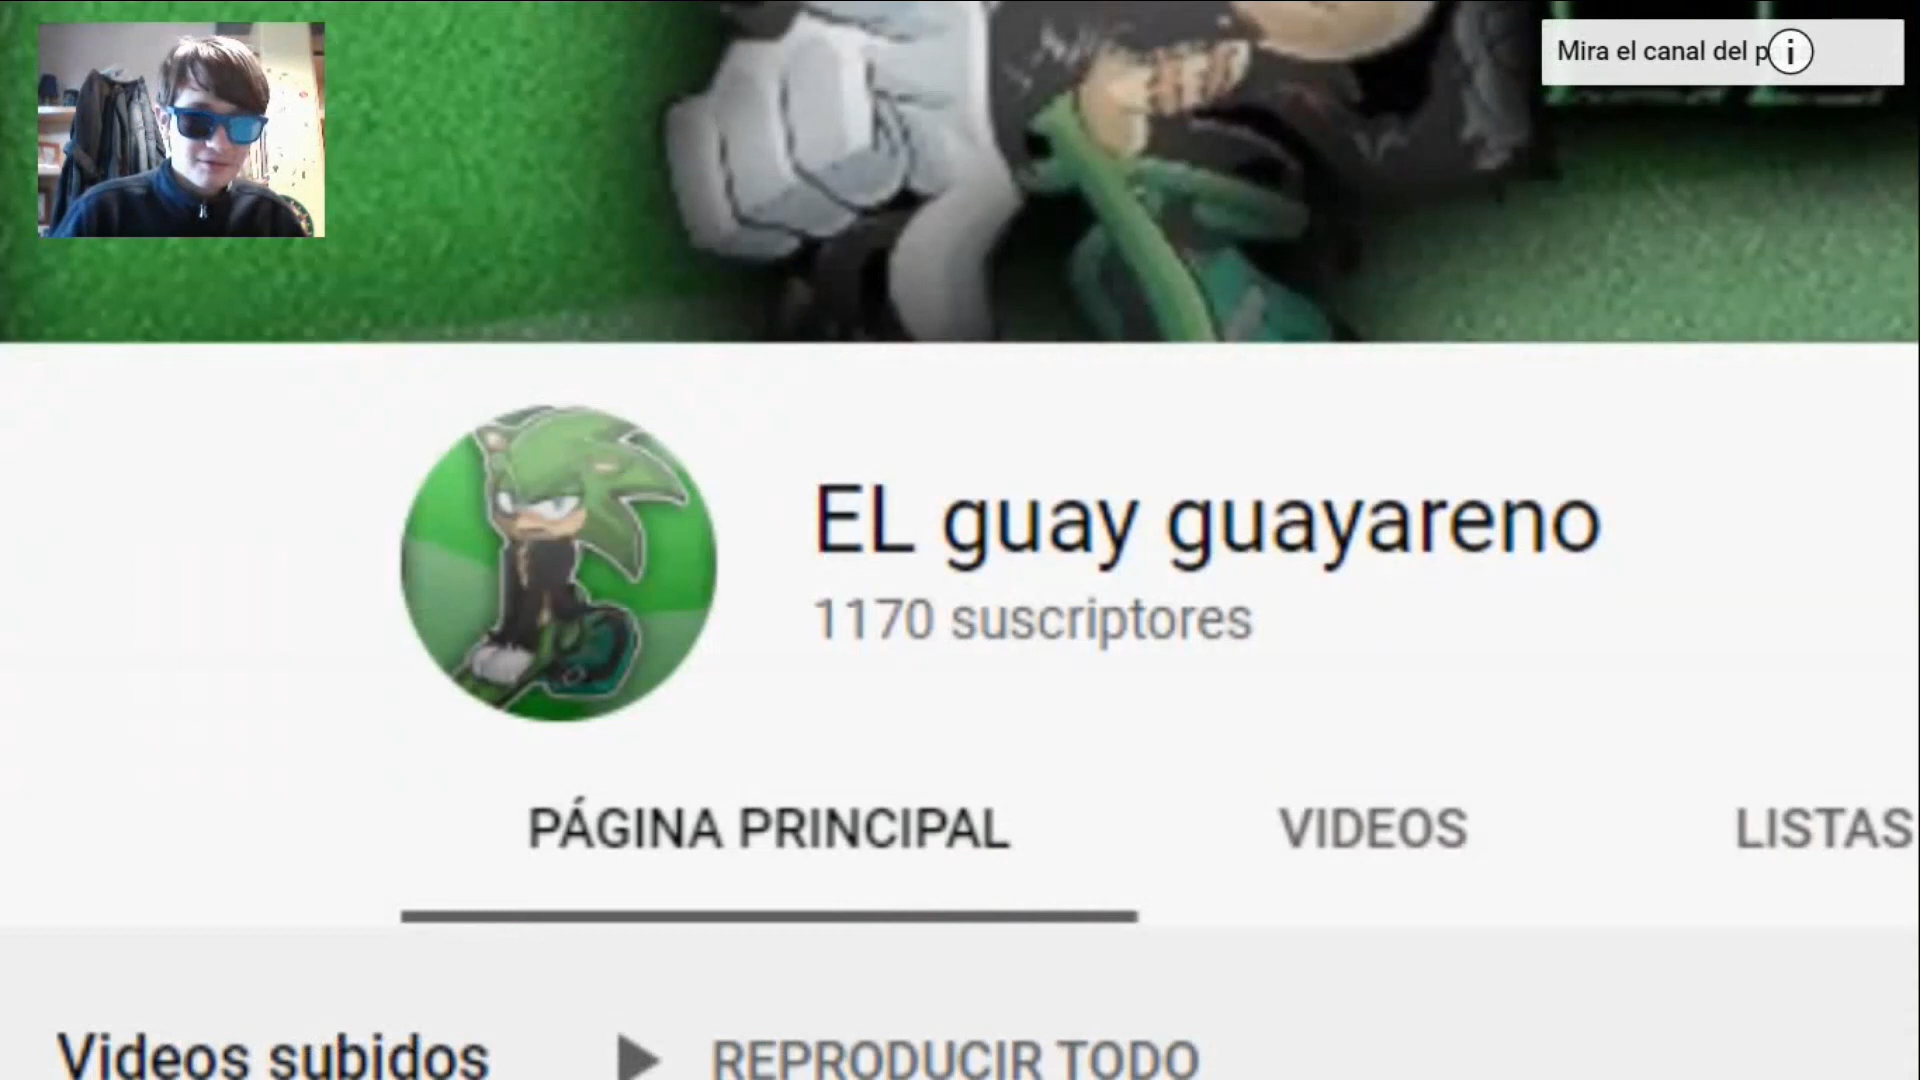 Mira el canal del p
i
EL guay guayareno
1170 suscriptores
PÁGINA PRINCIPAL
VIDEOS
LISTAS
Videos subidos
REPRODUCIR TODO